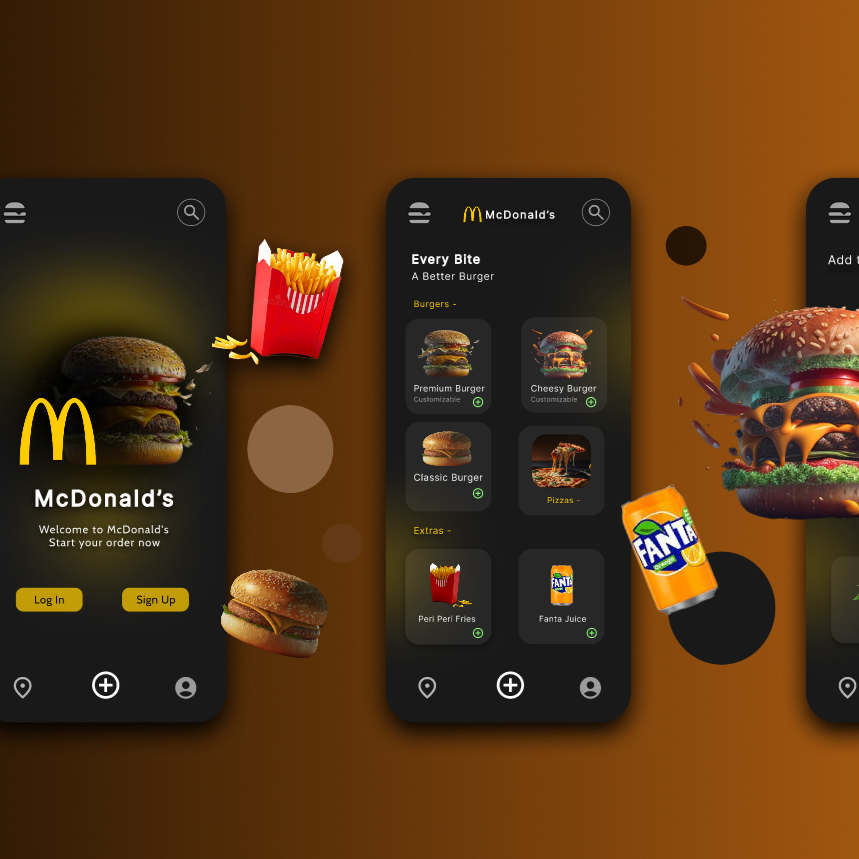 McDonald's
Welcome to McDonald's
Start your order now
Log In
Sign Up
McDonald's
Every Bite
A Better Burger
Burgers -
Premium Burger
Customizable
Cheesy Burger
Customizable
Classic Burger
Pizzas -
Extras -
FANTA
Peri Peri Fries
Fanta Juice
FANTA
Orange
Add t